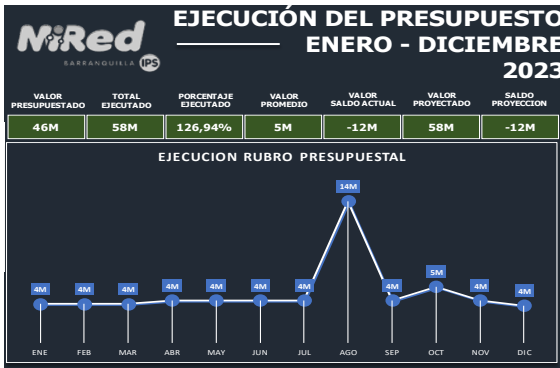 EJECUCIÓN DEL PRESUPUESTO
ENERO - DICIEMBRE
2023
MiRed
BARRANQUILLA IPS
VALOR PRESUPUESTADO
TOTAL EJECUTADO
PORCENTAJE EJECUTADO
VALOR PROMEDIO
VALOR SALDO ACTUAL
VALOR PROYECTADO
SALDO PROYECCION
46M 58M 126,94% 5M -12M 58M -12M
EJECUCION RUBRO PRESUPUESTAL
14M
4M 4M 4M 4M 4M 4M 4M 4M 5M 4M 4M
ENE FEB MAR ABR MAY JUN JUL AGO SEP OCT NOV DIC